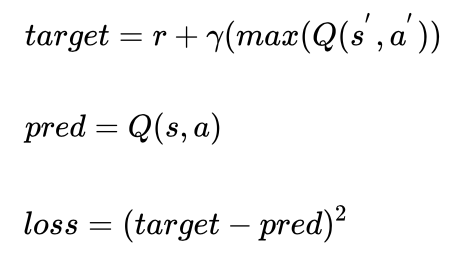 target = r + γ(max(Q(s′, a′))
pred = Q(s, a)
loss = (target − pred)²